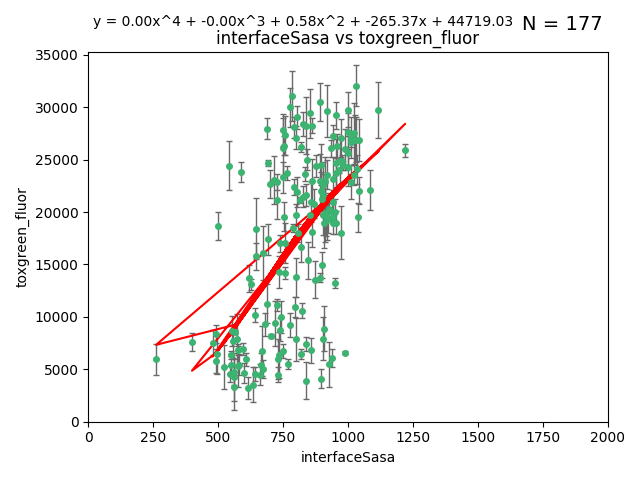 y = 0.00x^4 + -0.00x^3 + 0.58x^2 + -265.37x + 44719.03 N = 177
interfaceSasa vs toxgreen_fluor
35000
30000
25000
20000
15000
10000
5000
0
toxgreen_fluor
0 250 500 750 1000 1250 1500 1750 2000
interfaceSasa